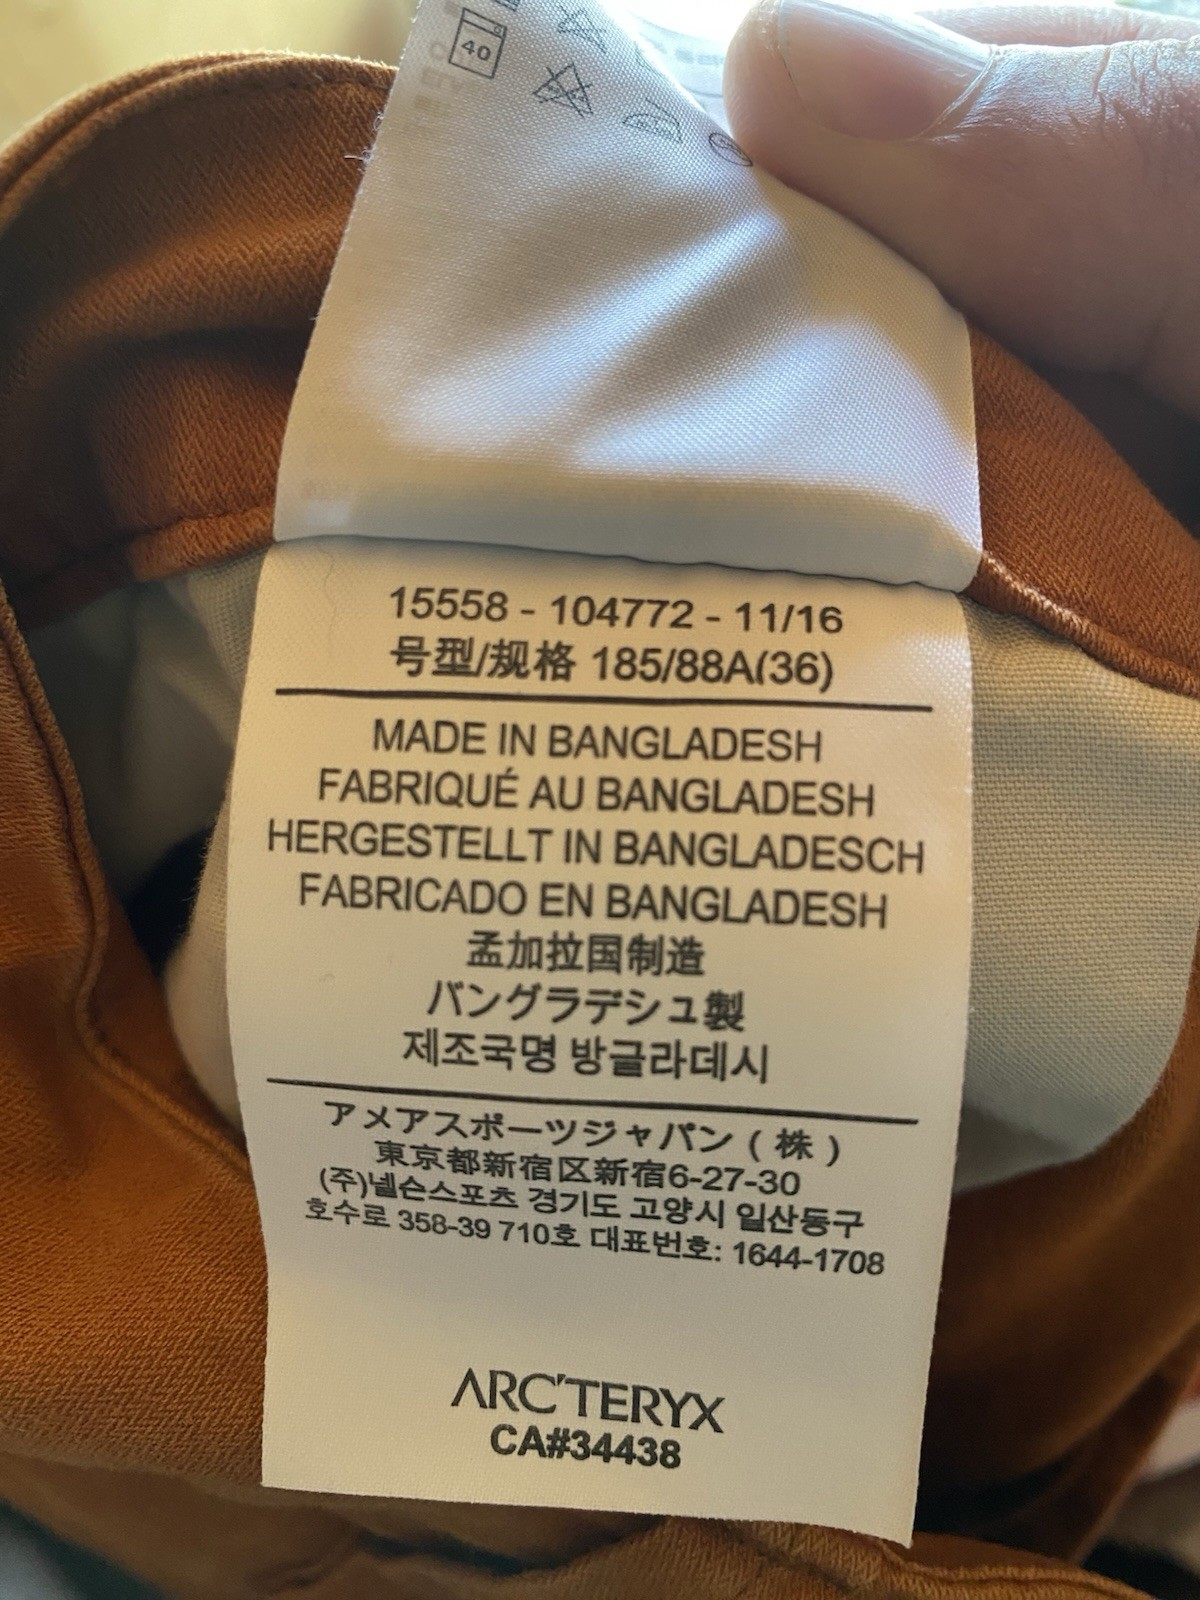 40
15558 - 104772 - 11/16
号型/规格 185/88A(36)
MADE IN BANGLADESH
FABRIQUÉ AU BANGLADESH
HERGESTELLT IN BANGLADESCH
FABRICADO EN BANGLADESH
孟加拉国制造
バングラデシュ製
제조국명 방글라데시
アメアスポーツジャパン(株)
東京都新宿区新宿6-27-30
(주)넬슨스포츠 경기도 고양시 일산동구
호수로 358-39 710호 대표번호: 1644-1708
ARC'TERYX
CA#34438